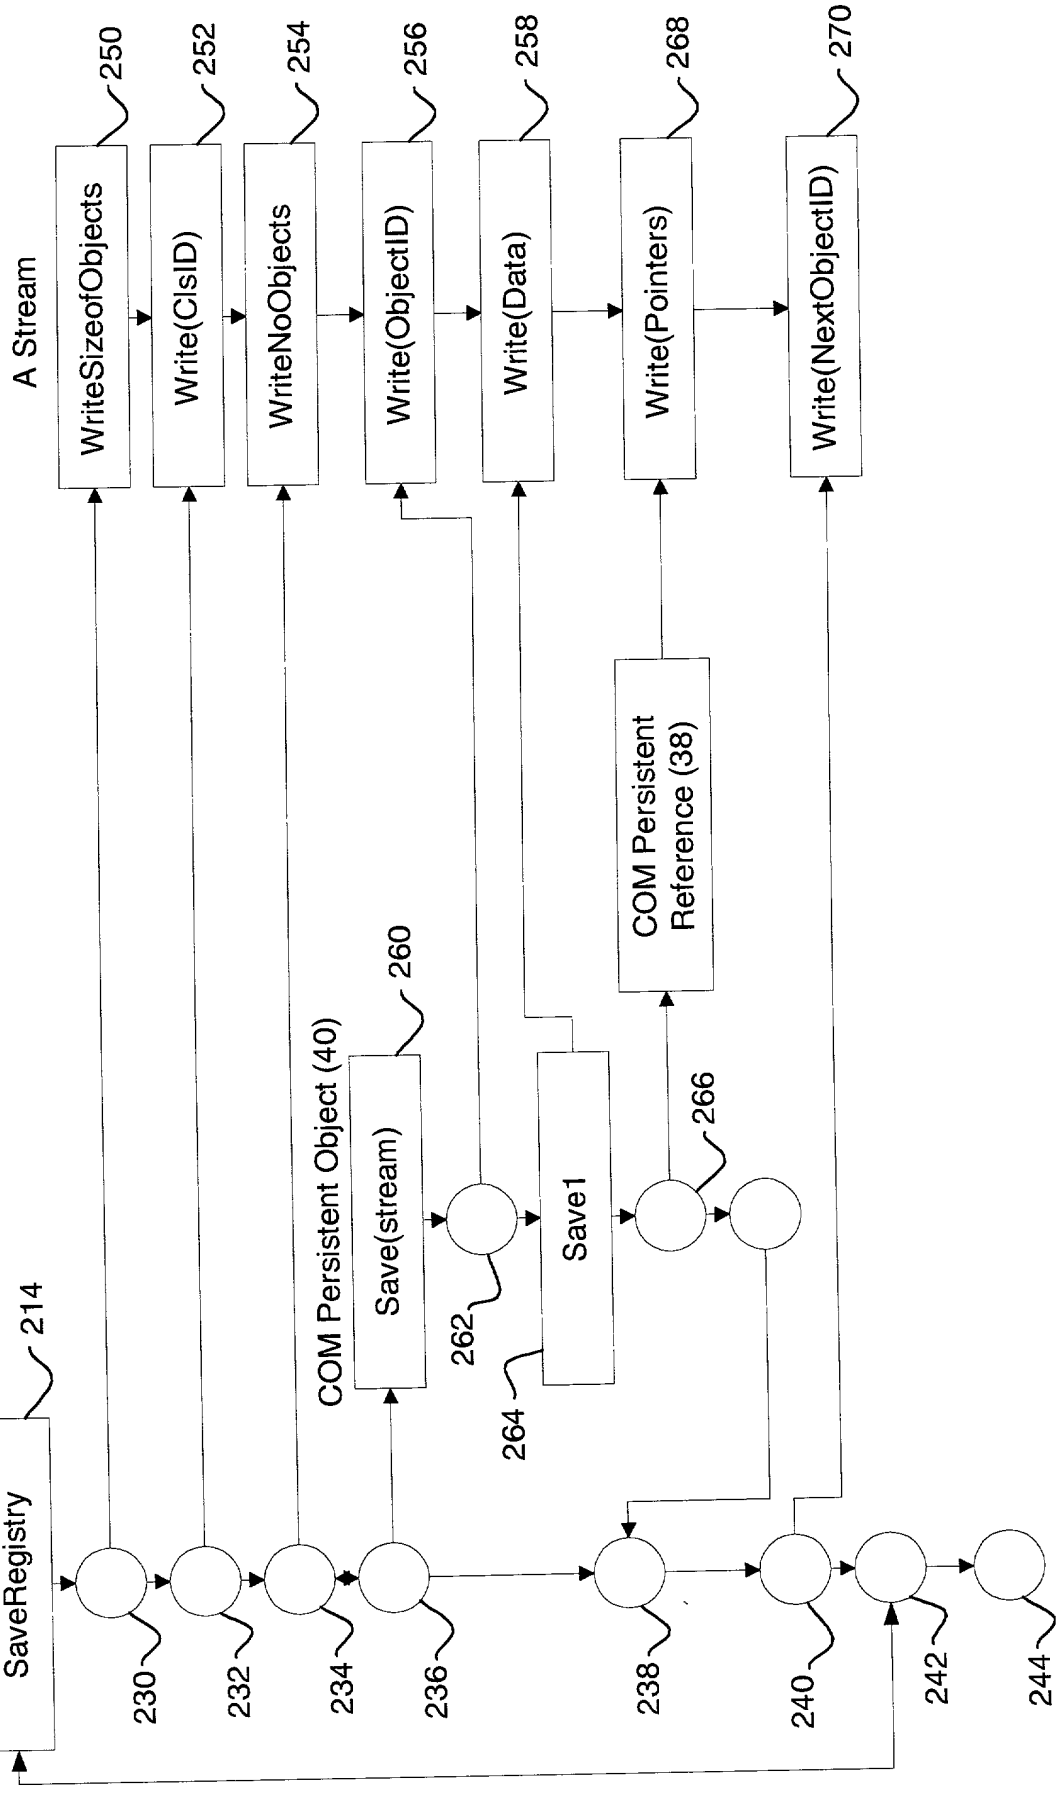 A Stream
WriteSizeofObjects
250
Write(ClsID)
252
WriteNoObjects
254
Write(ObjectID)
256
Write(Data)
258
Write(Pointers)
268
Write(NextObjectID)
270
COM Persistent
Reference (38)
COM Persistent Object (40)
Save(stream)
260
262
Save1
264
266
SaveRegistry
214
230
232
234
236
238
240
242
244